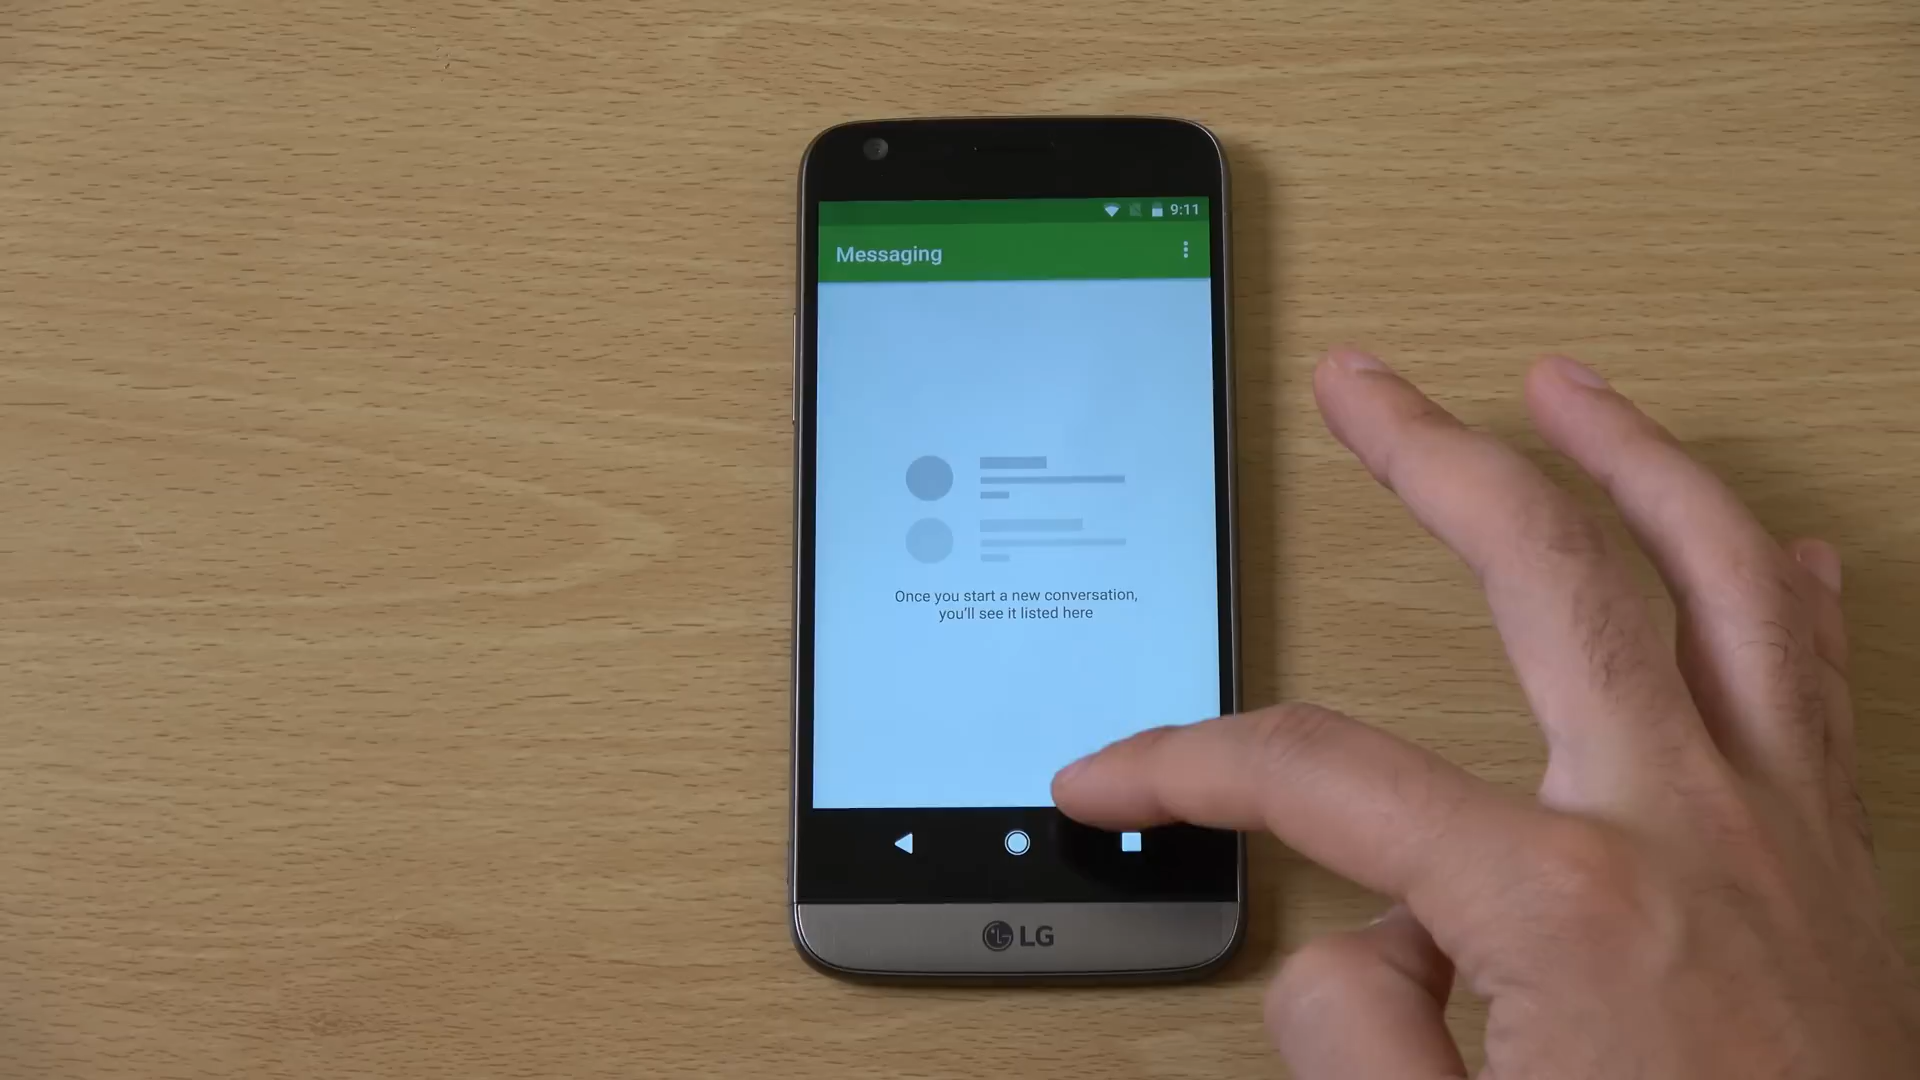 9:11
Messaging
Once you start a new conversation,
you'll see it listed here
LG